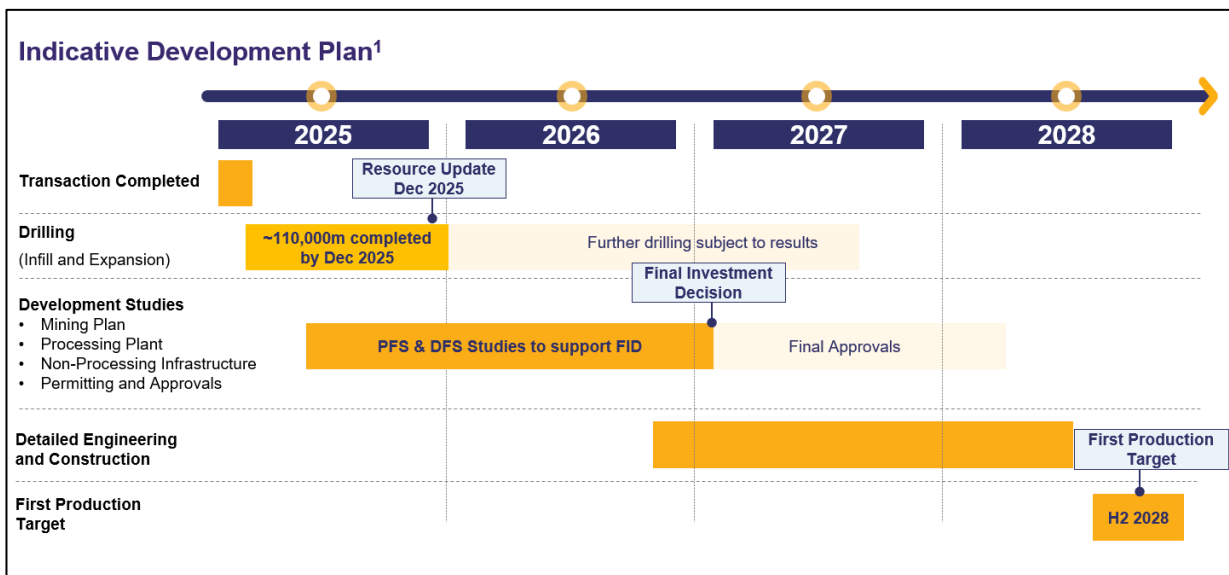 Indicative Development Plan¹
2025
2026
2027
2028
Transaction Completed
Resource Update
Dec 2025
Drilling
(Infill and Expansion)
~110,000m completed
by Dec 2025
Further drilling subject to results
Final Investment
Decision
Development Studies
• Mining Plan
• Processing Plant
• Non-Processing Infrastructure
• Permitting and Approvals
PFS & DFS Studies to support FID
Final Approvals
Detailed Engineering
and Construction
First Production
Target
First Production
Target
H2 2028